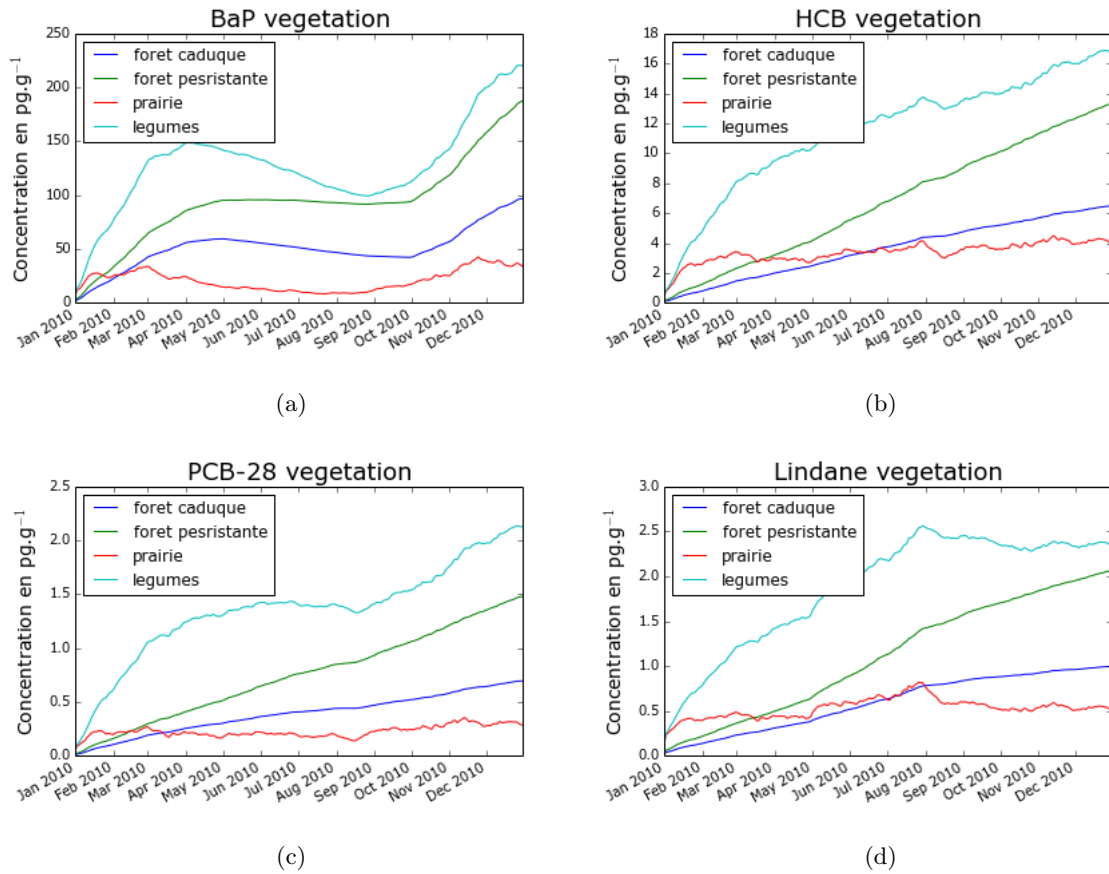 BaP vegetation
250
200
150
100
50
0
Concentration en pg.g⁻¹
foret caduque
foret pesristante
prairie
legumes
Jan 2010
Feb 2010
Mar 2010
Apr 2010
May 2010
Jun 2010
Jul 2010
Aug 2010
Sep 2010
Oct 2010
Nov 2010
Dec 2010
(a)
HCB vegetation
18
16
14
12
10
8
6
4
2
0
Concentration en pg.g⁻¹
foret caduque
foret pesristante
prairie
legumes
Jan 2010
Feb 2010
Mar 2010
Apr 2010
May 2010
Jun 2010
Jul 2010
Aug 2010
Sep 2010
Oct 2010
Nov 2010
Dec 2010
(b)
PCB-28 vegetation
2.5
2.0
1.5
1.0
0.5
0.0
Concentration en pg.g⁻¹
foret caduque
foret pesristante
prairie
legumes
Jan 2010
Feb 2010
Mar 2010
Apr 2010
May 2010
Jun 2010
Jul 2010
Aug 2010
Sep 2010
Oct 2010
Nov 2010
Dec 2010
(c)
Lindane vegetation
3.0
2.5
2.0
1.5
1.0
0.5
0.0
Concentration en pg.g⁻¹
foret caduque
foret pesristante
prairie
legumes
Jan 2010
Feb 2010
Mar 2010
Apr 2010
May 2010
Jun 2010
Jul 2010
Aug 2010
Sep 2010
Oct 2010
Nov 2010
Dec 2010
(d)